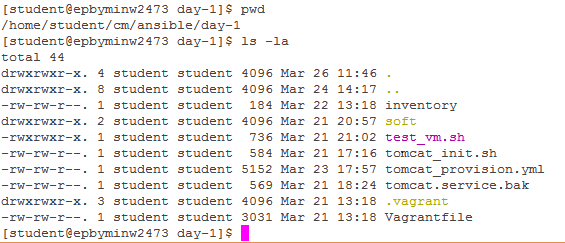 [student@epbyminw2473 day-1]$ pwd
/home/student/cm/ansible/day-1
[student@epbyminw2473 day-1]$ ls -la
total 44
drwxrwxr-x. 4 student student 4096 Mar 26 11:46 .
drwxrwxr-x. 8 student student 4096 Mar 24 14:17 ..
-rw-rw-r--. 1 student student  184 Mar 22 13:18 inventory
drwxrwxr-x. 2 student student 4096 Mar 21 20:57 soft
-rwxrwxr-x. 1 student student  736 Mar 21 21:02 test_vm.sh
-rw-rw-r--. 1 student student  584 Mar 21 17:16 tomcat_init.sh
-rw-rw-r--. 1 student student 5152 Mar 23 17:57 tomcat_provision.yml
-rw-rw-r--. 1 student student  569 Mar 21 18:24 tomcat.service.bak
drwxrwxr-x. 3 student student 4096 Mar 21 13:18 .vagrant
-rw-rw-r--. 1 student student 3031 Mar 21 13:18 Vagrantfile
[student@epbyminw2473 day-1]$